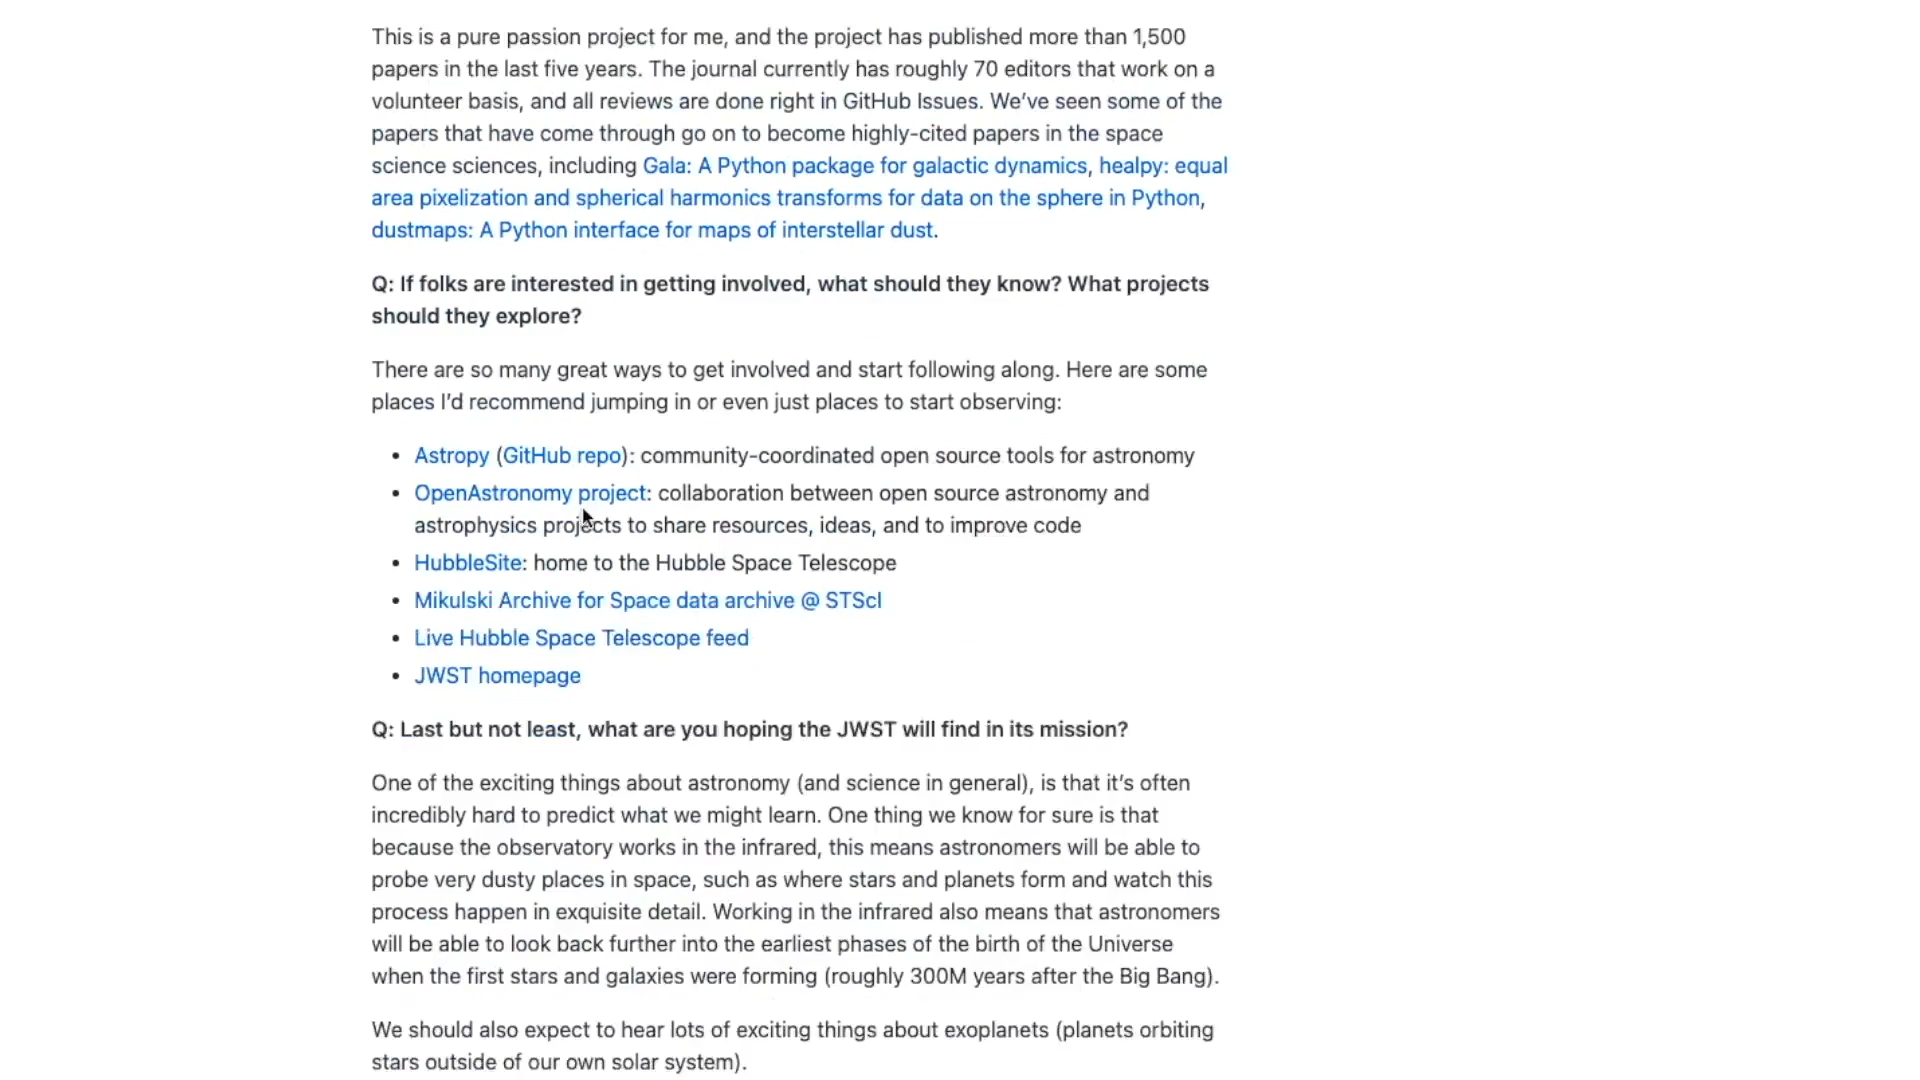 This is a pure passion project for me, and the project has published more than 1,500
papers in the last five years. The journal currently has roughly 70 editors that work on a
volunteer basis, and all reviews are done right in GitHub Issues. We’ve seen some of the
papers that have come through go on to become highly-cited papers in the space
science sciences, including Gala: A Python package for galactic dynamics, healpy: equal
area pixelization and spherical harmonics transforms for data on the sphere in Python,
dustmaps: A Python interface for maps of interstellar dust.
Q: If folks are interested in getting involved, what should they know? What projects
should they explore?
There are so many great ways to get involved and start following along. Here are some
places I’d recommend jumping in or even just places to start observing:
• Astropy (GitHub repo): community-coordinated open source tools for astronomy
• OpenAstronomy project: collaboration between open source astronomy and
astrophysics projects to share resources, ideas, and to improve code
• HubbleSite: home to the Hubble Space Telescope
• Mikulski Archive for Space data archive @ STScI
• Live Hubble Space Telescope feed
• JWST homepage
Q: Last but not least, what are you hoping the JWST will find in its mission?
One of the exciting things about astronomy (and science in general), is that it’s often
incredibly hard to predict what we might learn. One thing we know for sure is that
because the observatory works in the infrared, this means astronomers will be able to
probe very dusty places in space, such as where stars and planets form and watch this
process happen in exquisite detail. Working in the infrared also means that astronomers
will be able to look back further into the earliest phases of the birth of the Universe
when the first stars and galaxies were forming (roughly 300M years after the Big Bang).
We should also expect to hear lots of exciting things about exoplanets (planets orbiting
stars outside of our own solar system).